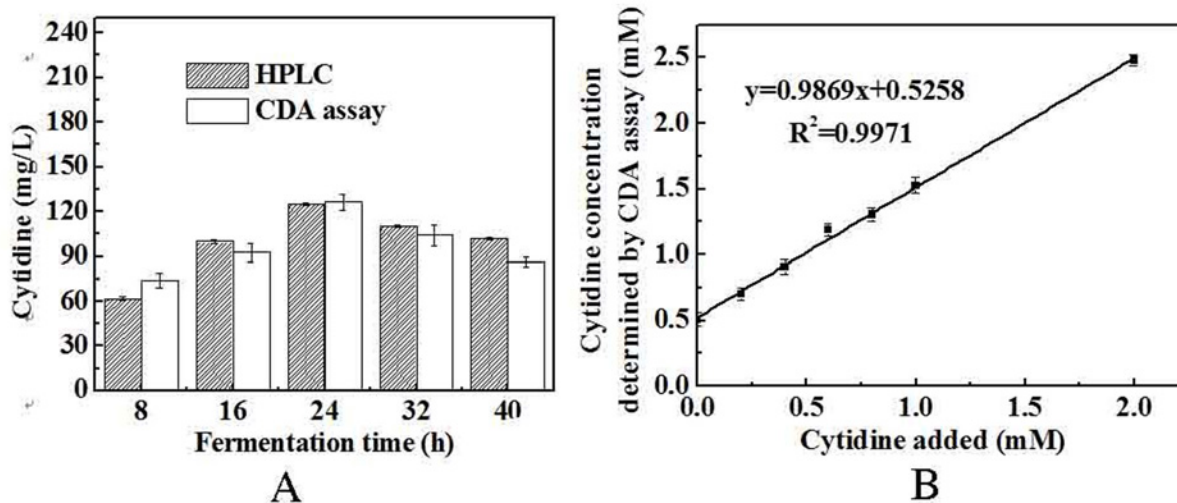 240
210
180
150
120
90
60
30
0
Cytidine (mg/L)
HPLC
CDA assay
8 16 24 32 40
Fermentation time (h)
A
Cytidine concentration
determined by CDA assay (mM)
2.5
2.0
1.5
1.0
0.5
0.0
y=0.9869x+0.5258
R²=0.9971
0.0 0.5 1.0 1.5 2.0
Cytidine added (mM)
B